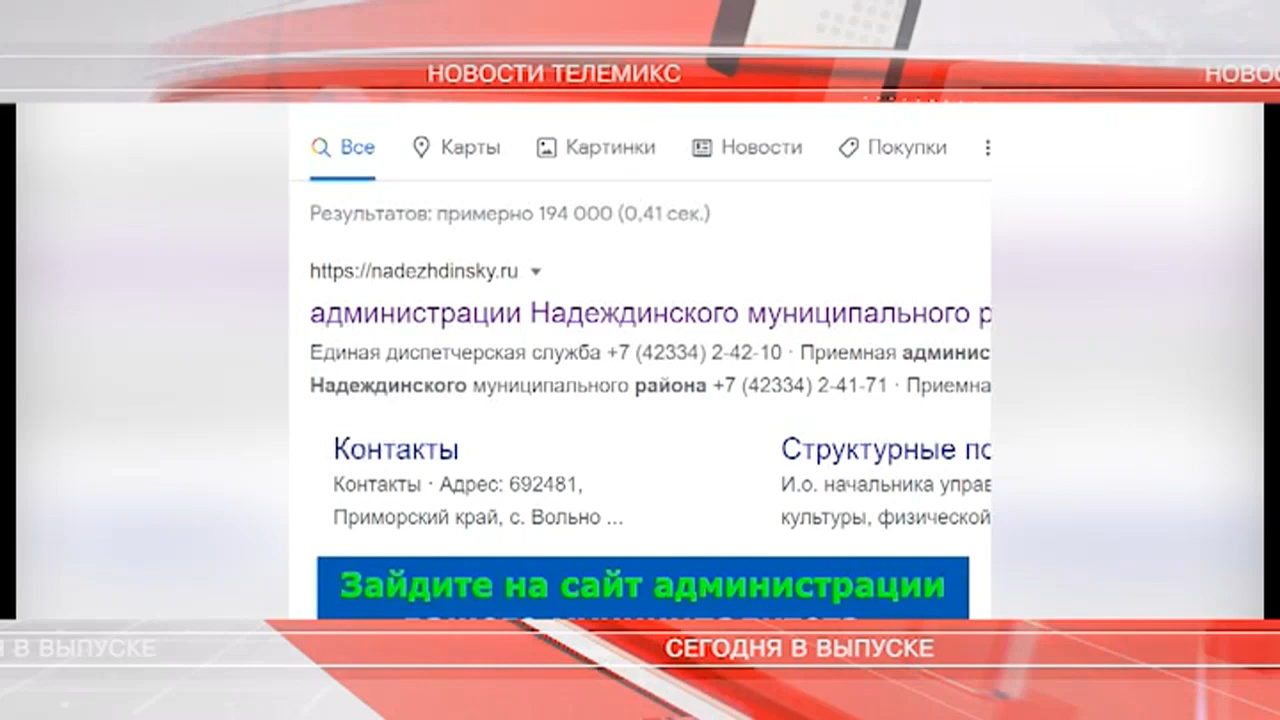 НОВОСТИ ТЕЛЕМИКС
НОВОС
Все Карты Картинки Новости Покупки
Результатов: примерно 194 000 (0,41 сек.)
https://nadezhdinsky.ru
администрации Надеждинского муниципального р
Единая диспетчерская служба +7 (42334) 2-42-10 · Приемная админис
Надеждинского муниципального района +7 (42334) 2-41-71 · Приемна
Контакты
Контакты · Адрес: 692481,
Приморский край, с. Вольно ...
Структурные по
И.о. начальника управ
культуры, физической
Зайдите на сайт администрации
Я В ВЫПУСКЕ
СЕГОДНЯ В ВЫПУСКЕ